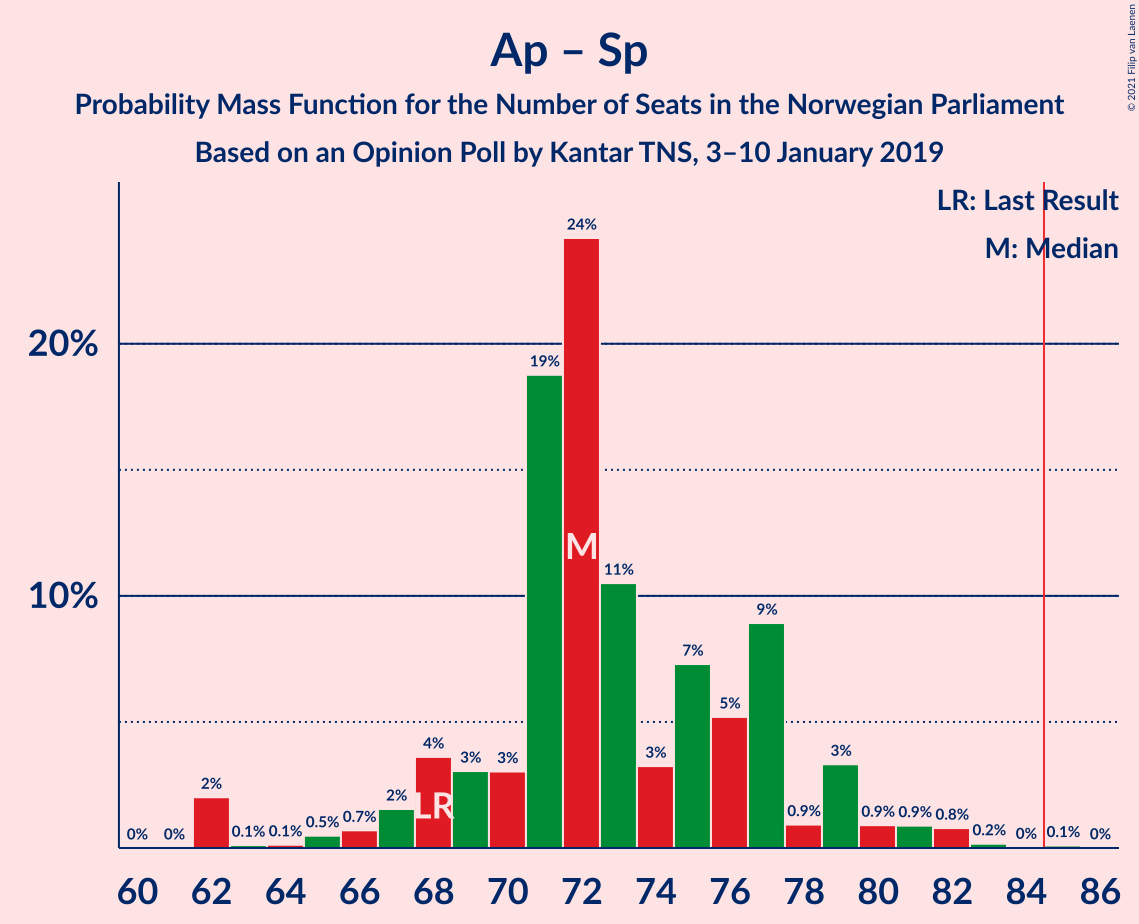 © 2021 Filip van Laenen
Ap – Sp
Probability Mass Function for the Number of Seats in the Norwegian Parliament
Based on an Opinion Poll by Kantar TNS, 3–10 January 2019
LR: Last Result
M: Median
20%
10%
0% 0% 2% 0.1% 0.1% 0.5% 0.7% 2% 4% 3% 3% 19% 24% 11% 3% 7% 5% 9% 0.9% 3% 0.9% 0.9% 0.8% 0.2% 0% 0.1% 0%
M
LR
60 62 64 66 68 70 72 74 76 78 80 82 84 86